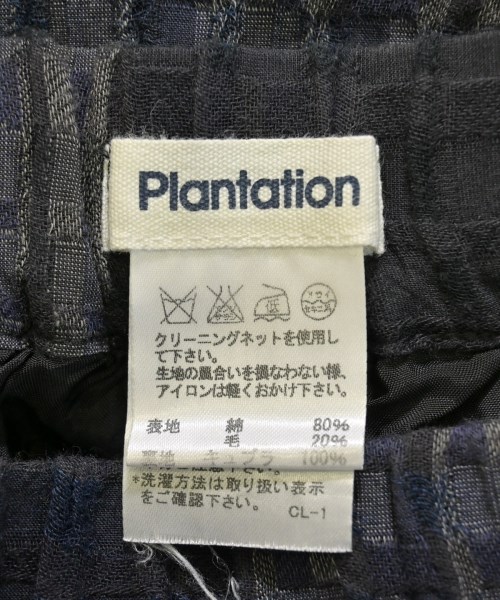 Plantation
クリーニングネットを使用し
て下さい。
生地の風合いを損なわない様、
アイロンは軽くおかけ下さい。
表地 綿 80%
毛 20%
裏地 キュプラ 100%
*洗濯方法は取り扱い表示
をご確認下さい。
CL-1